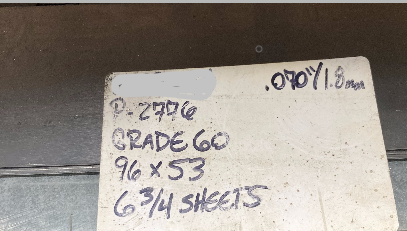 .070"/1.8mm
P-2776
GRADE 60
96 x 53
6 3/4 SHEETS